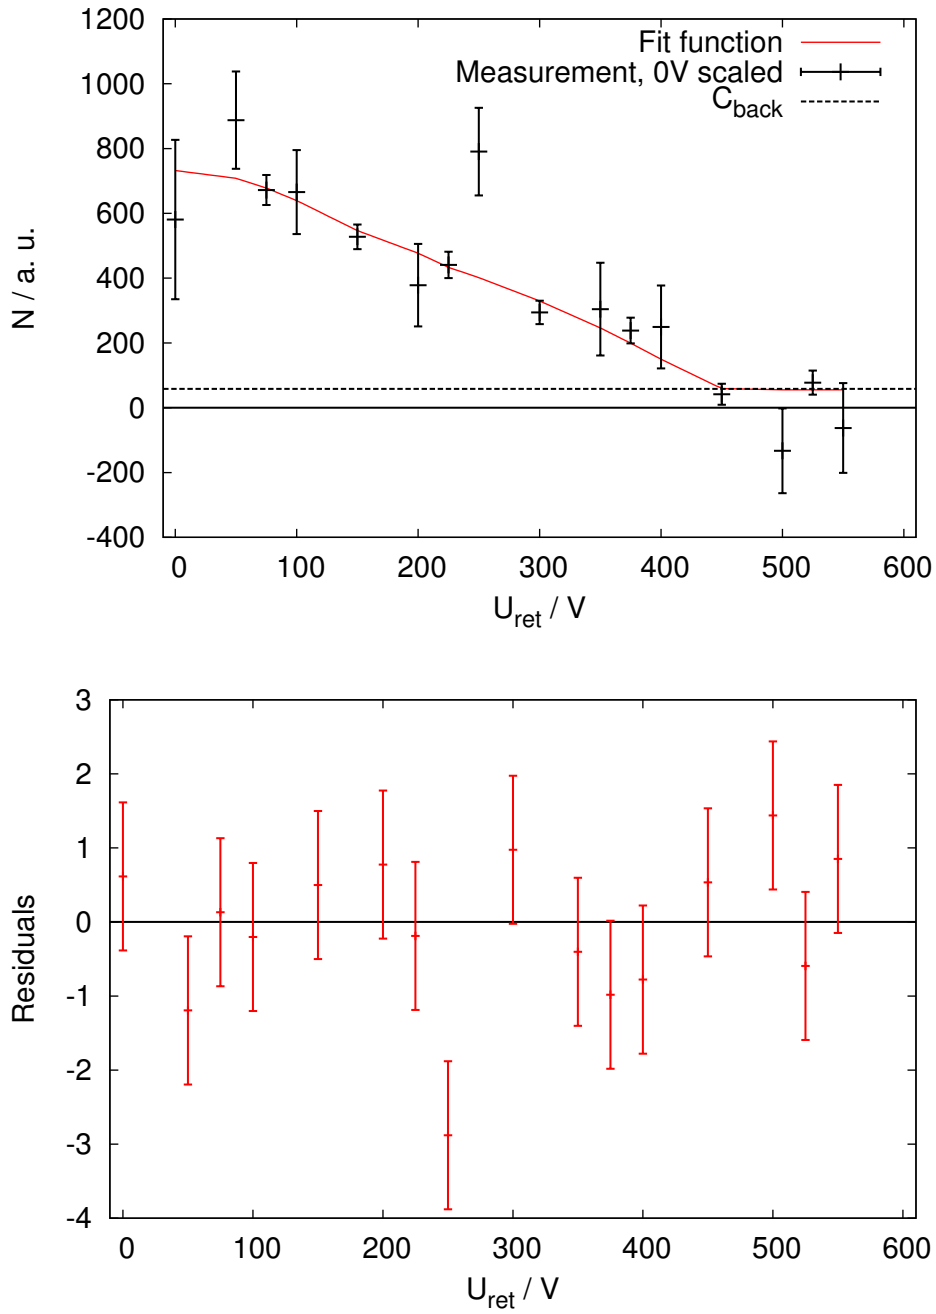 1200
1000
800
600
400
200
0
-200
-400
N / a. u.
Fit function
Measurement, 0V scaled
C_back
0 100 200 300 400 500 600
U_ret / V
3
2
1
0
-1
-2
-3
-4
Residuals
0 100 200 300 400 500 600
U_ret / V